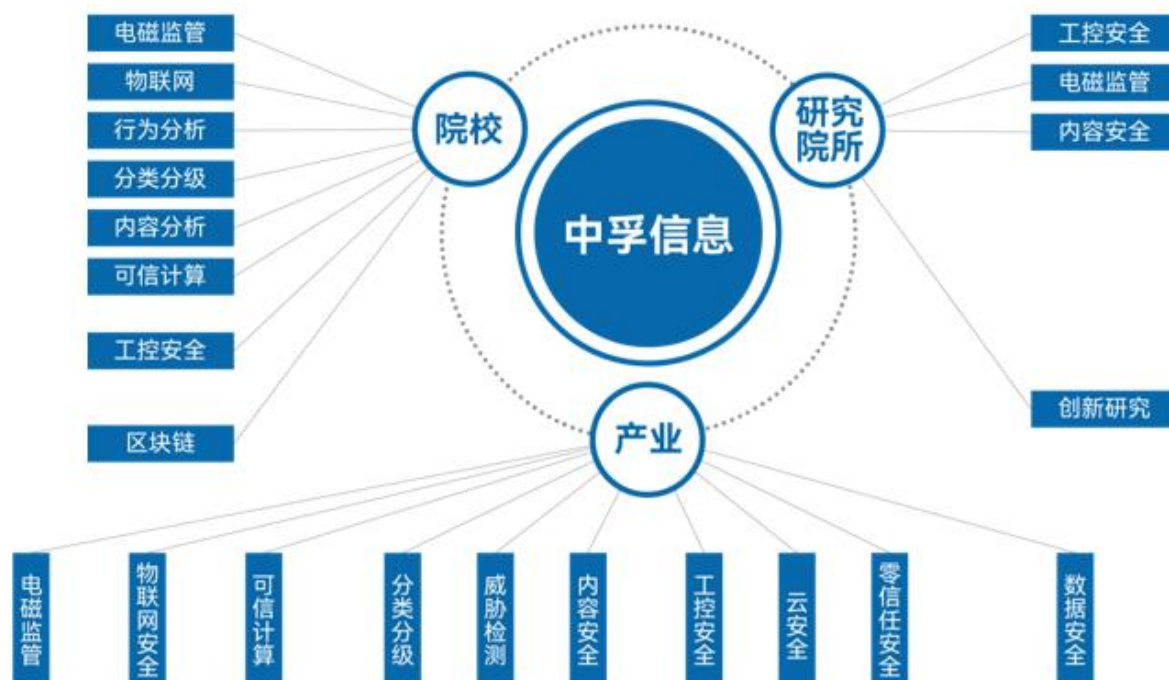 电磁监管
物联网
行为分析
分类分级
内容分析
可信计算
工控安全
区块链
院校
中孚信息
研究
院所
工控安全
电磁监管
内容安全
创新研究
产业
电磁监管
物联网安全
可信计算
分类分级
威胁检测
内容安全
工控安全
云安全
零信任安全
数据安全